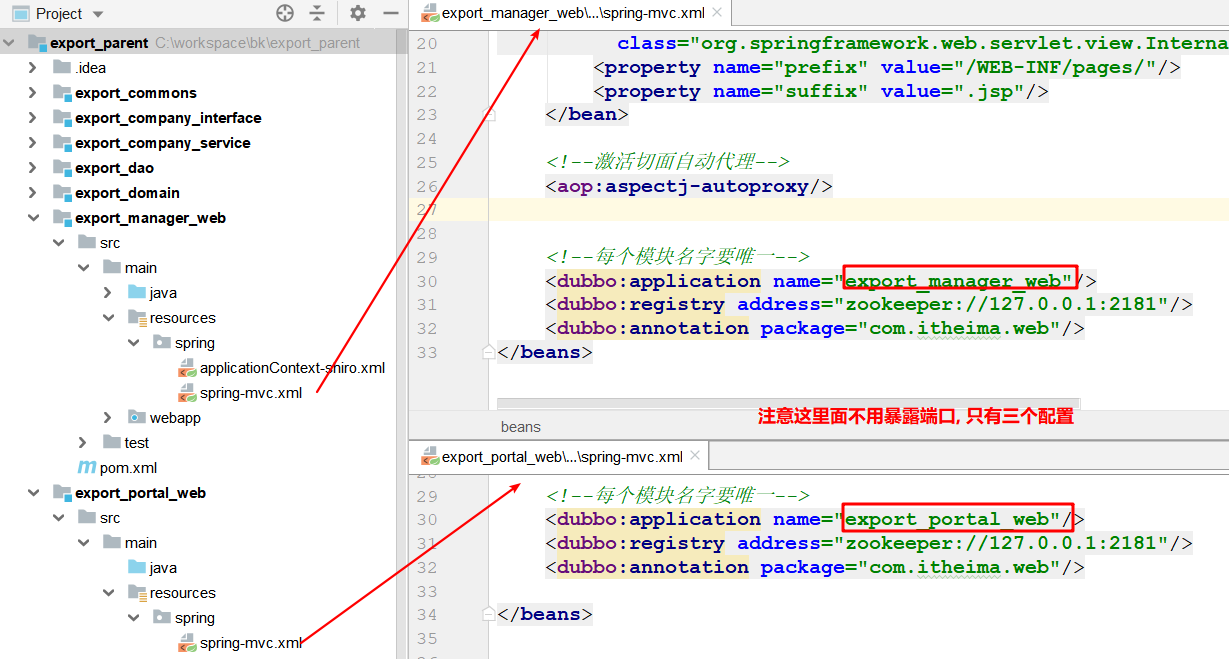 Project
export_parent C:\workspace\bk\export_parent
.idea
export_commons
export_company_interface
export_company_service
export_dao
export_domain
export_manager_web
src
main
java
resources
spring
applicationContext-shiro.xml
spring-mvc.xml
webapp
test
pom.xml
export_portal_web
src
main
java
resources
spring
spring-mvc.xml
export_manager_web\...\spring-mvc.xml
20 class="org.springframework.web.servlet.view.Interna
21 <property name="prefix" value="/WEB-INF/pages/"/>
22 <property name="suffix" value=".jsp"/>
23 </bean>
24
25 <!--激活切面自动代理-->
26 <aop:aspectj-autoproxy/>
27
28
29 <!--每个模块名字要唯一-->
30 <dubbo:application name="export_manager_web"/>
31 <dubbo:registry address="zookeeper://127.0.0.1:2181"/>
32 <dubbo:annotation package="com.itheima.web"/>
33 </beans>
注意这里面不用暴露端口, 只有三个配置
beans
export_portal_web\...\spring-mvc.xml
29 <!--每个模块名字要唯一-->
30 <dubbo:application name="export_portal_web"/>
31 <dubbo:registry address="zookeeper://127.0.0.1:2181"/>
32 <dubbo:annotation package="com.itheima.web"/>
33
34 </beans>
35